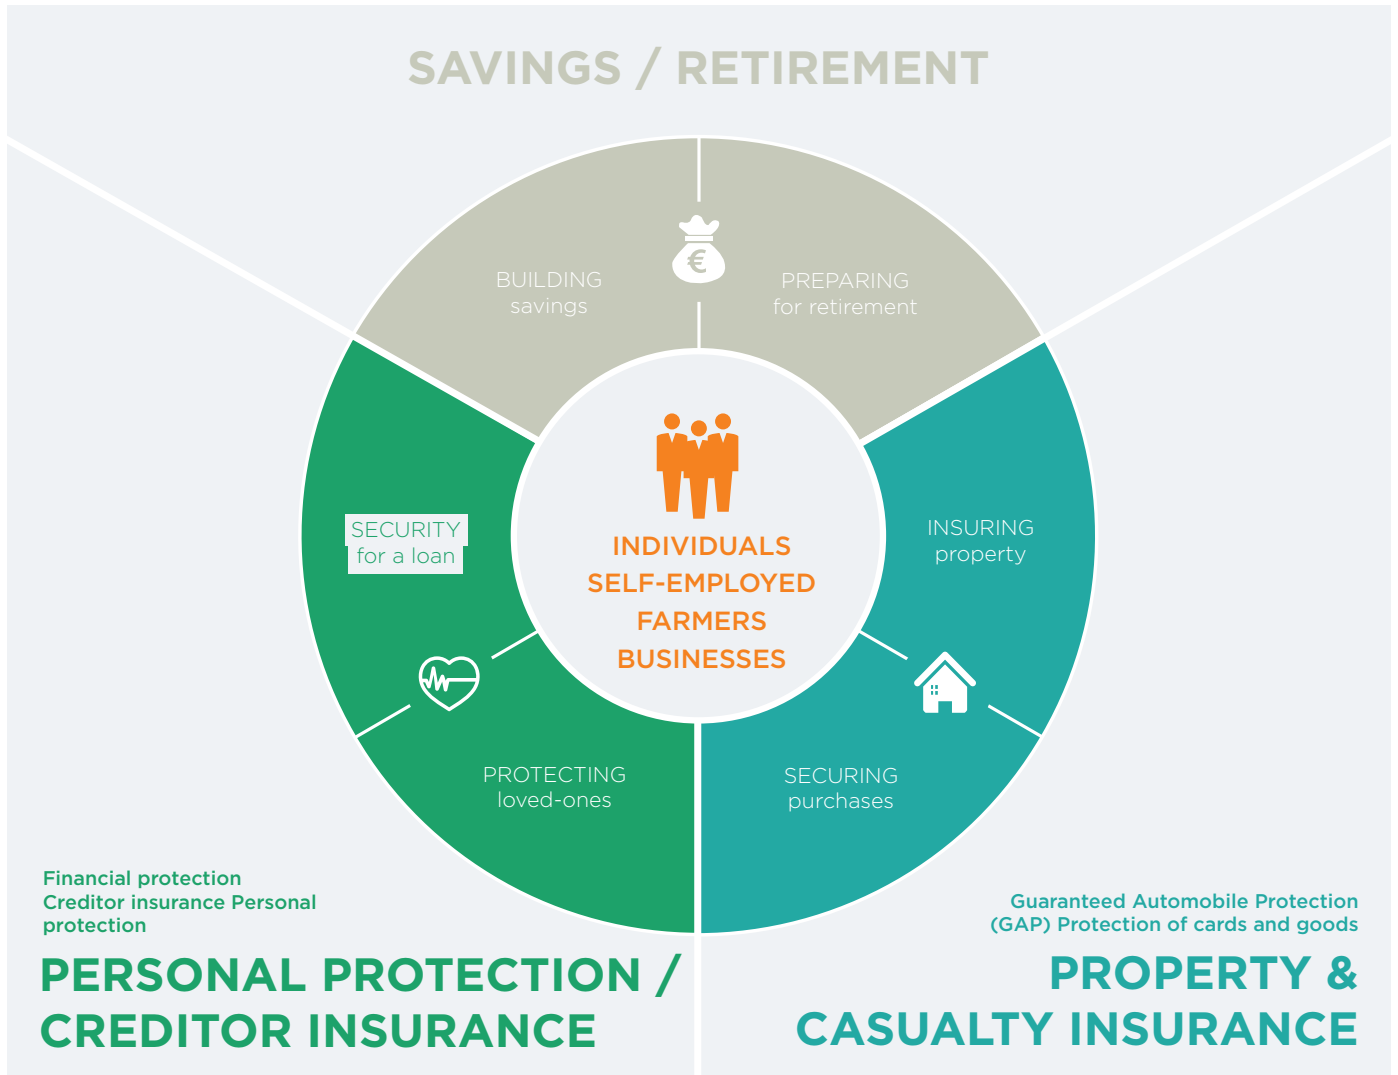 SAVINGS / RETIREMENT
BUILDING
savings
€
PREPARING
for retirement
SECURITY
for a loan
INDIVIDUALS
SELF-EMPLOYED
FARMERS
BUSINESSES
INSURING
property
PROTECTING
loved-ones
SECURING
purchases
Financial protection
Creditor insurance Personal
protection
PERSONAL PROTECTION /
CREDITOR INSURANCE
Guaranteed Automobile Protection
(GAP) Protection of cards and goods
PROPERTY &
CASUALTY INSURANCE